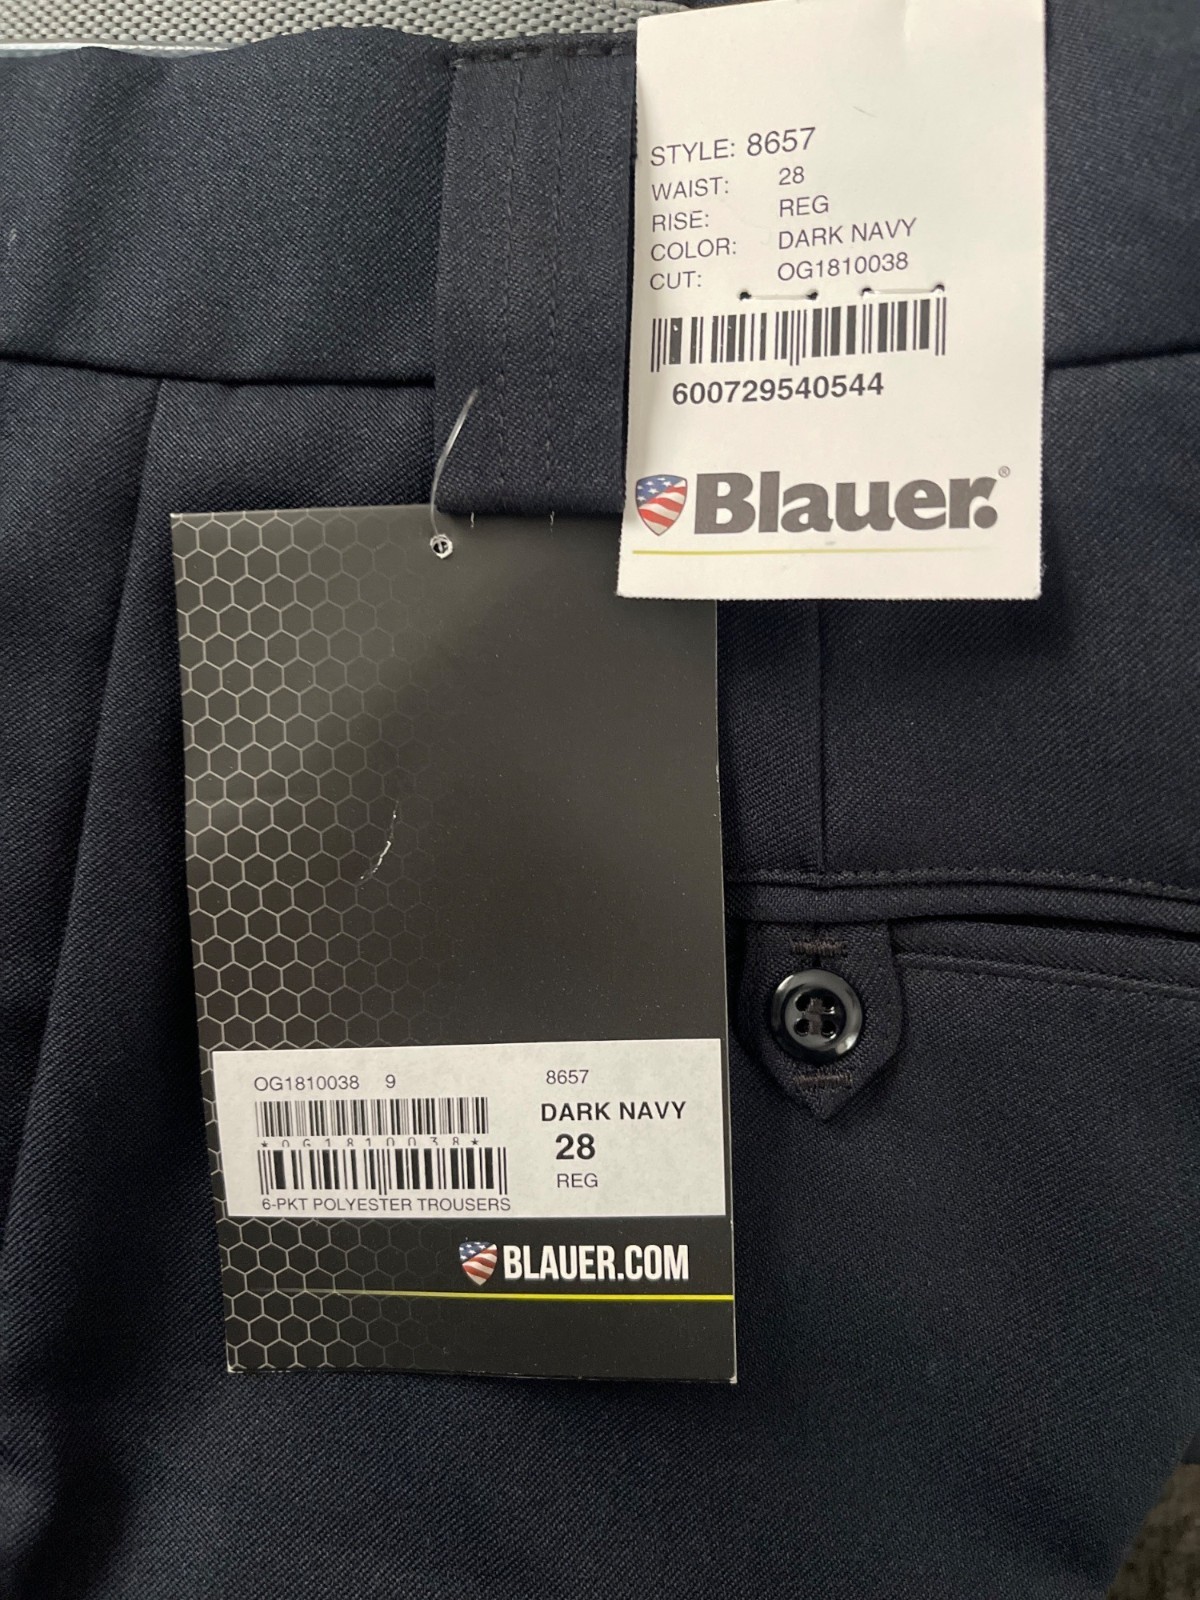 STYLE: 8657
WAIST: 28
RISE: REG
COLOR: DARK NAVY
CUT: OG1810038
600729540544
Blauer.®
OG1810038 9 8657
DARK NAVY
*OG1810038*
28
REG
6-PKT POLYESTER TROUSERS
BLAUER.COM